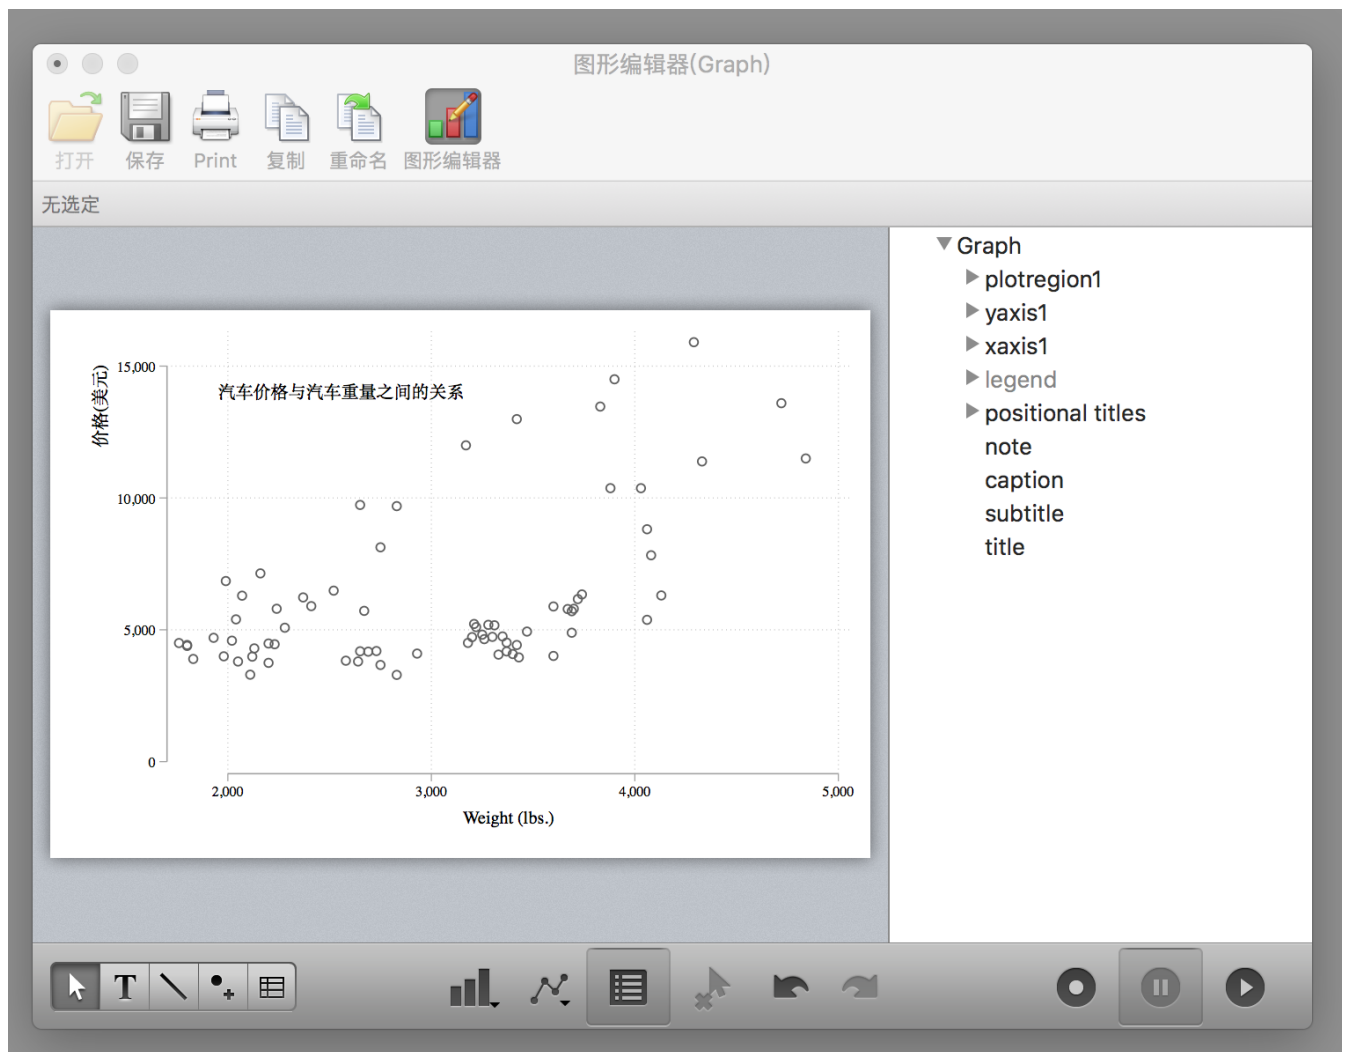 图形编辑器(Graph)
打开 保存 Print 复制 重命名 图形编辑器
无选定
Graph
plotregion1
yaxis1
xaxis1
legend
positional titles
note
caption
subtitle
title
价格(美元)
汽车价格与汽车重量之间的关系
15,000
10,000
5,000
0
2,000 3,000 4,000 5,000
Weight (lbs.)
T